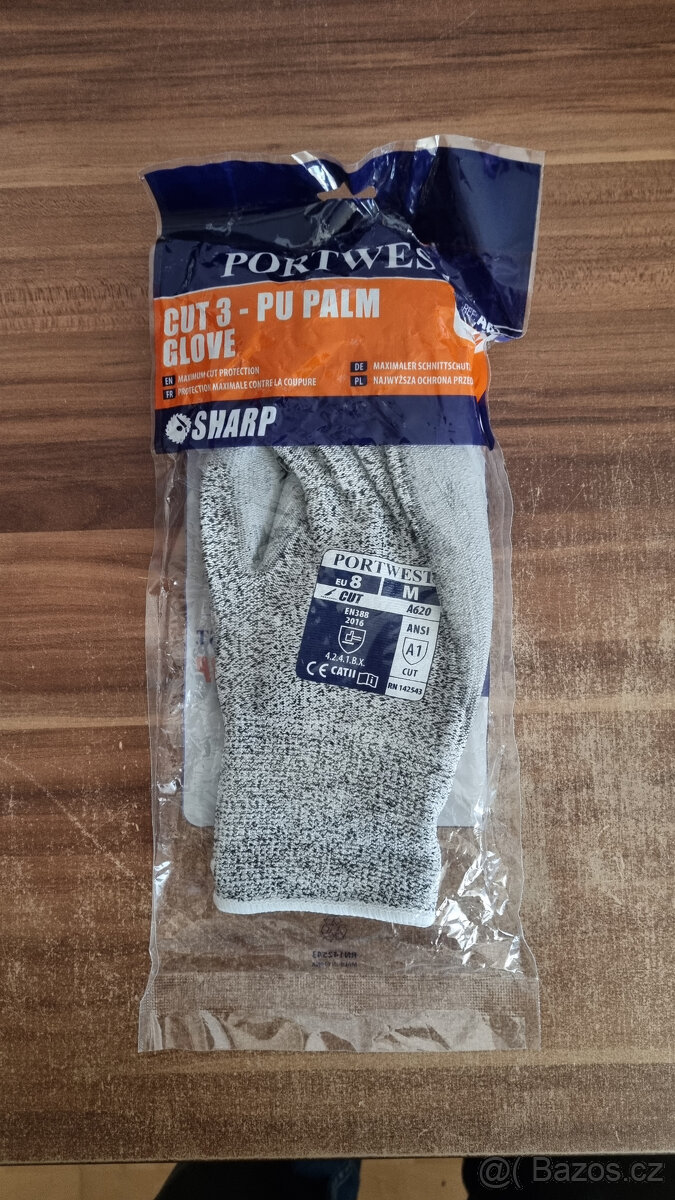 PORTWES
CUT 3 - PU PALM
GLOVE
EN MAXIMUM CUT PROTECTION
FR PROTECTION MAXIMALE CONTRE LA COUPURE
DE MAXIMALER SCHNITTSCHUTZ
PL NAJWYŻSZA OCHRONA PRZED
SHARP
PORTWEST
EU 8 M
CUT A620
EN388
2016
4.2.4.1.B.X.
CE CATII i
ANSI
A1
CUT
RN 142543
RN142543
@ Bazos.cz